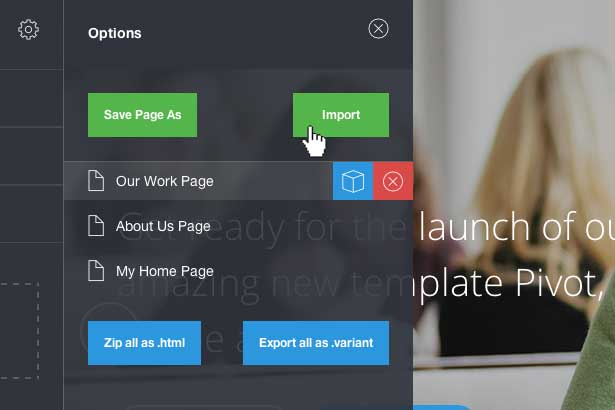 Options
Save Page As
Import
Our Work Page
About Us Page
My Home Page
Zip all as .html
Export all as .variant
Get ready for the launch of ou
amazing new template Pivot,